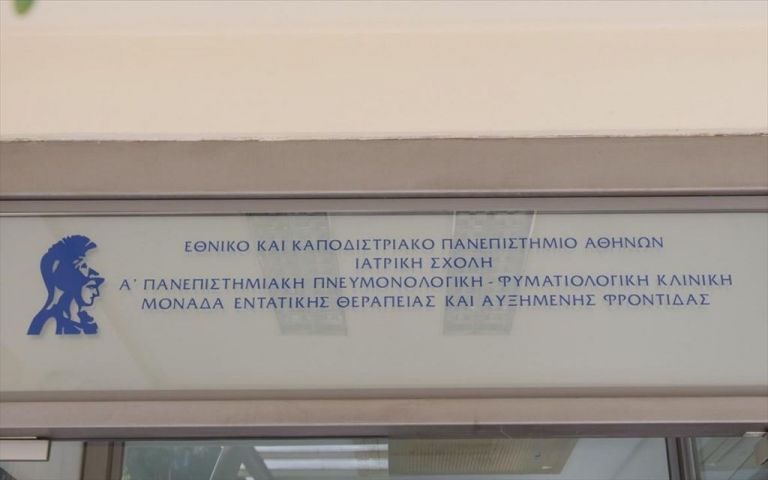 ΕΘΝΙΚΟ ΚΑΙ ΚΑΠΟΔΙΣΤΡΙΑΚΟ ΠΑΝΕΠΙΣΤΗΜΙΟ ΑΘΗΝΩΝ
ΙΑΤΡΙΚΗ ΣΧΟΛΗ
Α' ΠΑΝΕΠΙΣΤΗΜΙΑΚΗ ΠΝΕΥΜΟΝΟΛΟΓΙΚΗ - ΦΥΜΑΤΙΟΛΟΓΙΚΗ ΚΛΙΝΙΚΗ
ΜΟΝΑΔΑ ΕΝΤΑΤΙΚΗΣ ΘΕΡΑΠΕΙΑΣ ΚΑΙ ΑΥΞΗΜΕΝΗΣ ΦΡΟΝΤΙΔΑΣ